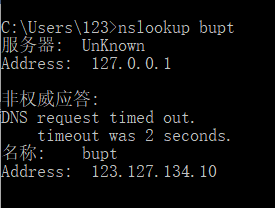 C:\Users\123>nslookup bupt
服务器:  UnKnown
Address:  127.0.0.1
非权威应答:
DNS request timed out.
    timeout was 2 seconds.
名称:    bupt
Address:  123.127.134.10